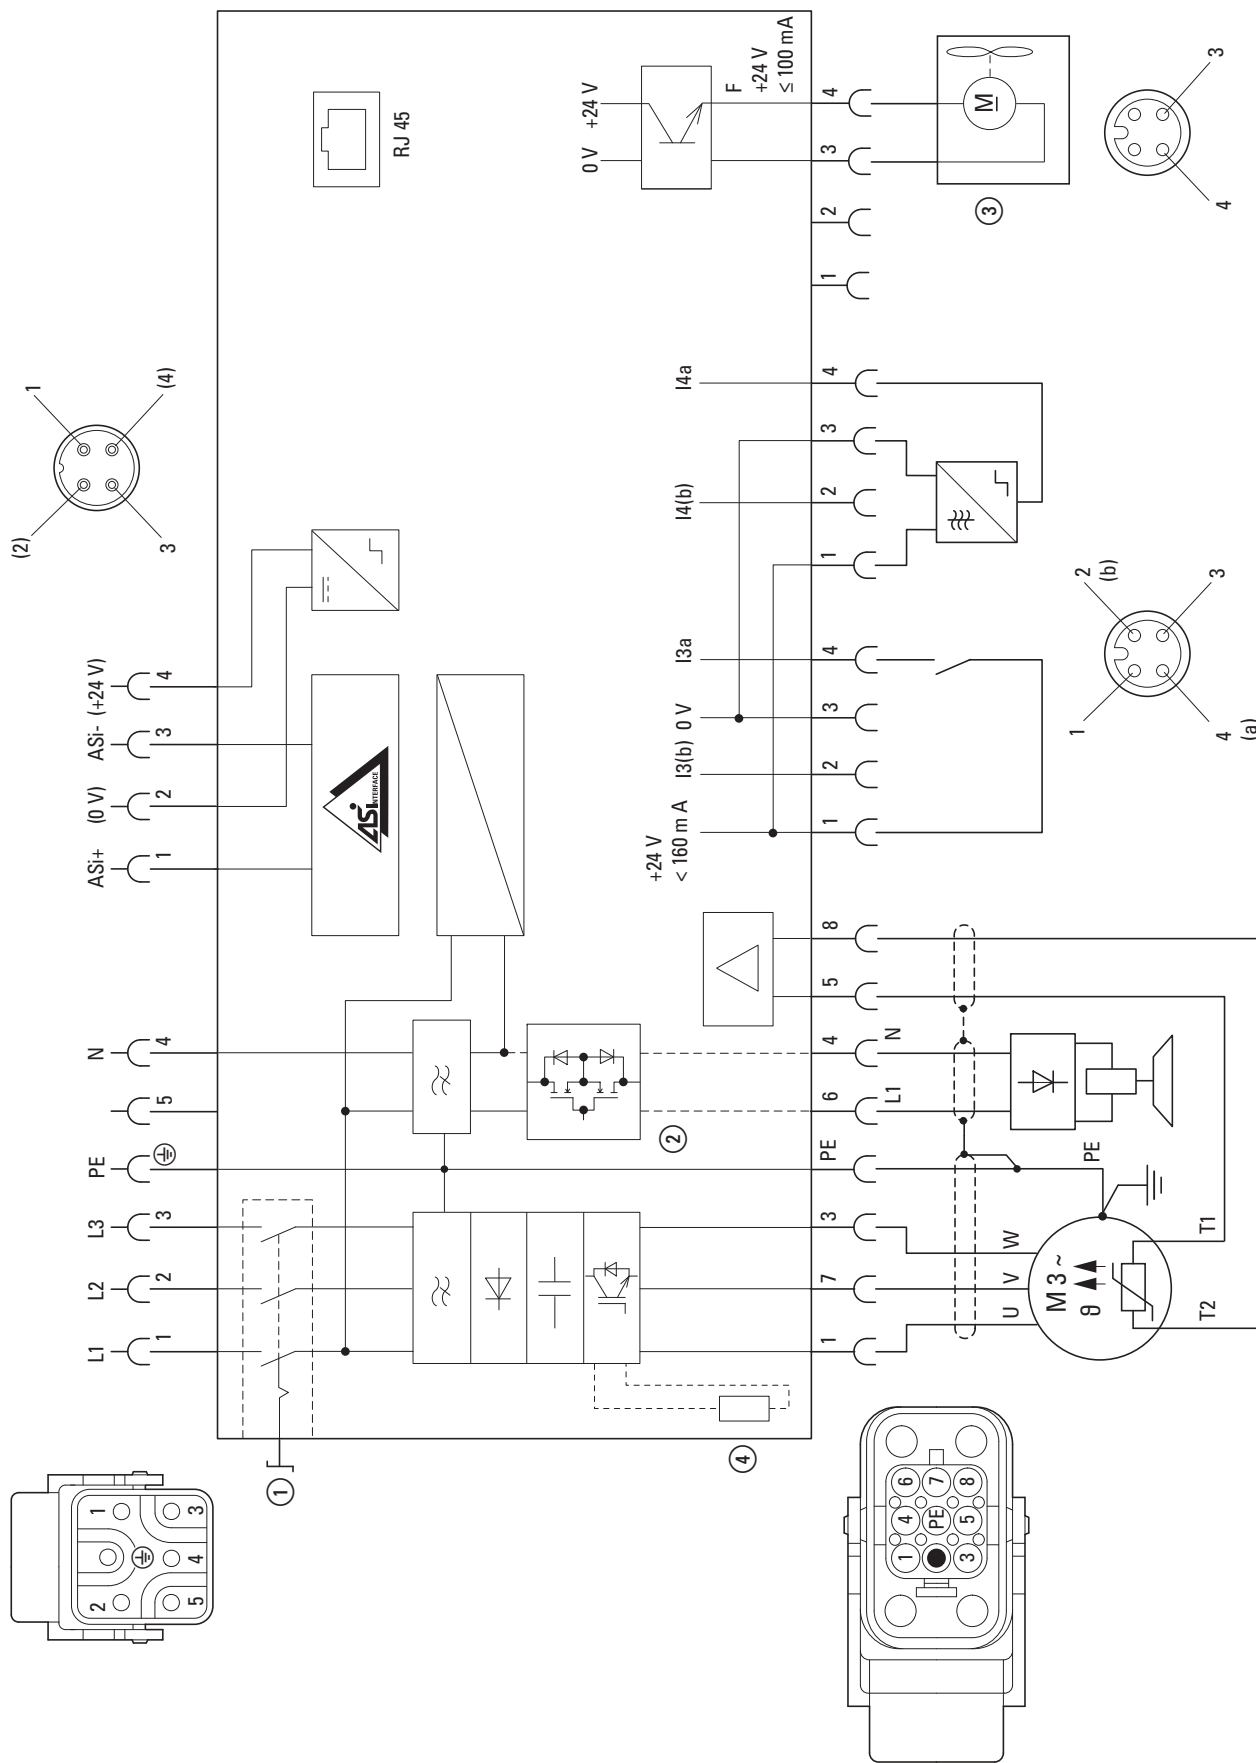 L1
L2
L3
PE
N
ASi+
(0 V)
ASi-
(+24 V)
1
2
3
5
4
1
2
3
4
(2)
1
3
(4)
1
2
3
4
5
ASi
INTERFACE
RJ 45
1
2
3
4
+24 V
< 160 m A
I3(b)
0 V
I3a
I4(b)
I4a
0 V
+24 V
F
+24 V
≤ 100 mA
1
7
3
PE
6
4
5
8
1
2
3
4
1
2
3
4
1
2
3
4
U
V
W
PE
L1
N
M 3 ~
ϑ
T2
T1
M
1
2
(b)
4
(a)
3
4
3
1
4
6
PE
7
3
5
8